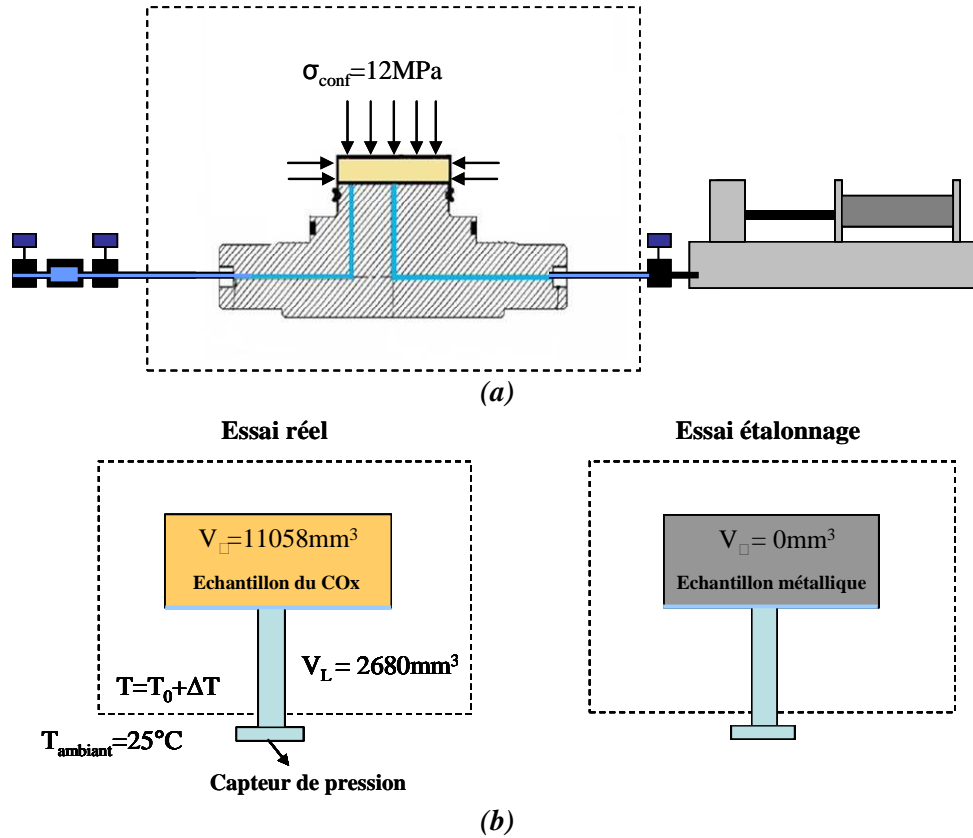 σconf=12MPa
(a)
Essai réel
Essai étalonnage
V□=11058mm³
Echantillon du COx
V□= 0mm³
Echantillon métallique
VL = 2680mm³
T=T0+ΔT
Tambiant=25°C
Capteur de pression
(b)